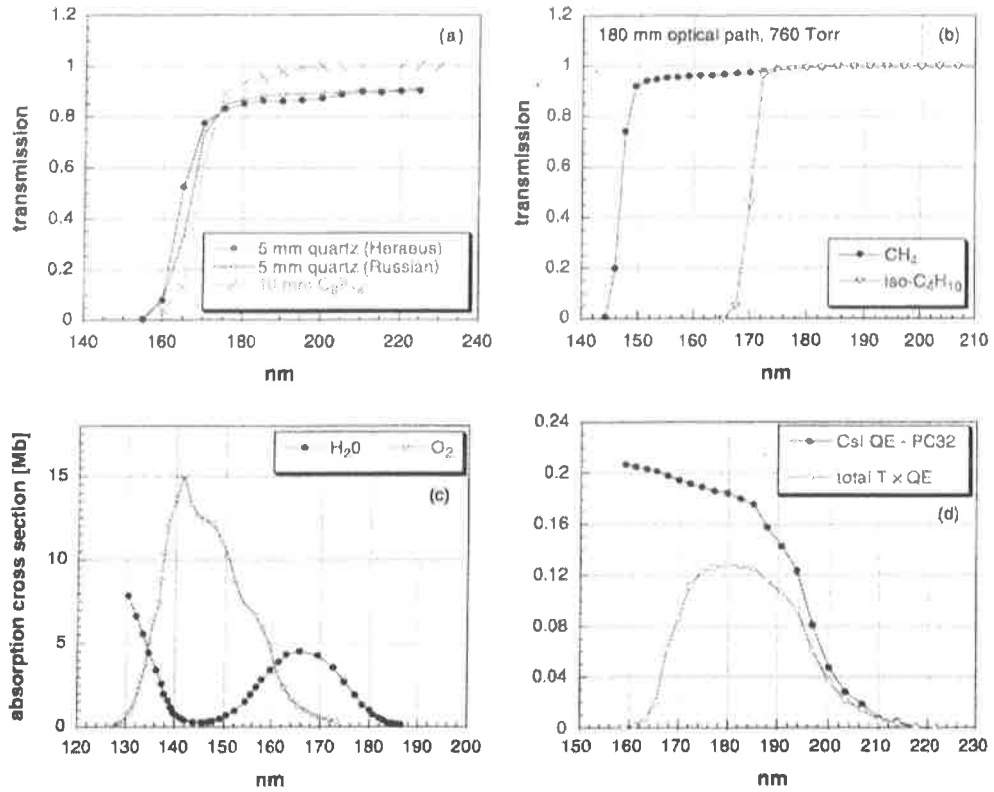 1.2
1
0.8
0.6
0.4
0.2
0
transmission
(a)
5 mm quartz (Heraeus)
5 mm quartz (Russian)
10 mm
140 160 180 200 220 240
nm
1.2
1
0.8
0.6
0.4
0.2
0
transmission
180 mm optical path, 760 Torr
(b)
CH₄
iso-C₄H₁₀
140 150 160 170 180 190 200 210
nm
15
10
5
0
absorption cross section [Mb]
H₂0 O₂
(c)
120 130 140 150 160 170 180 190 200
nm
0.24
0.2
0.16
0.12
0.08
0.04
0
CsI QE - PC32
total T × QE
(d)
150 160 170 180 190 200 210 220 230
nm